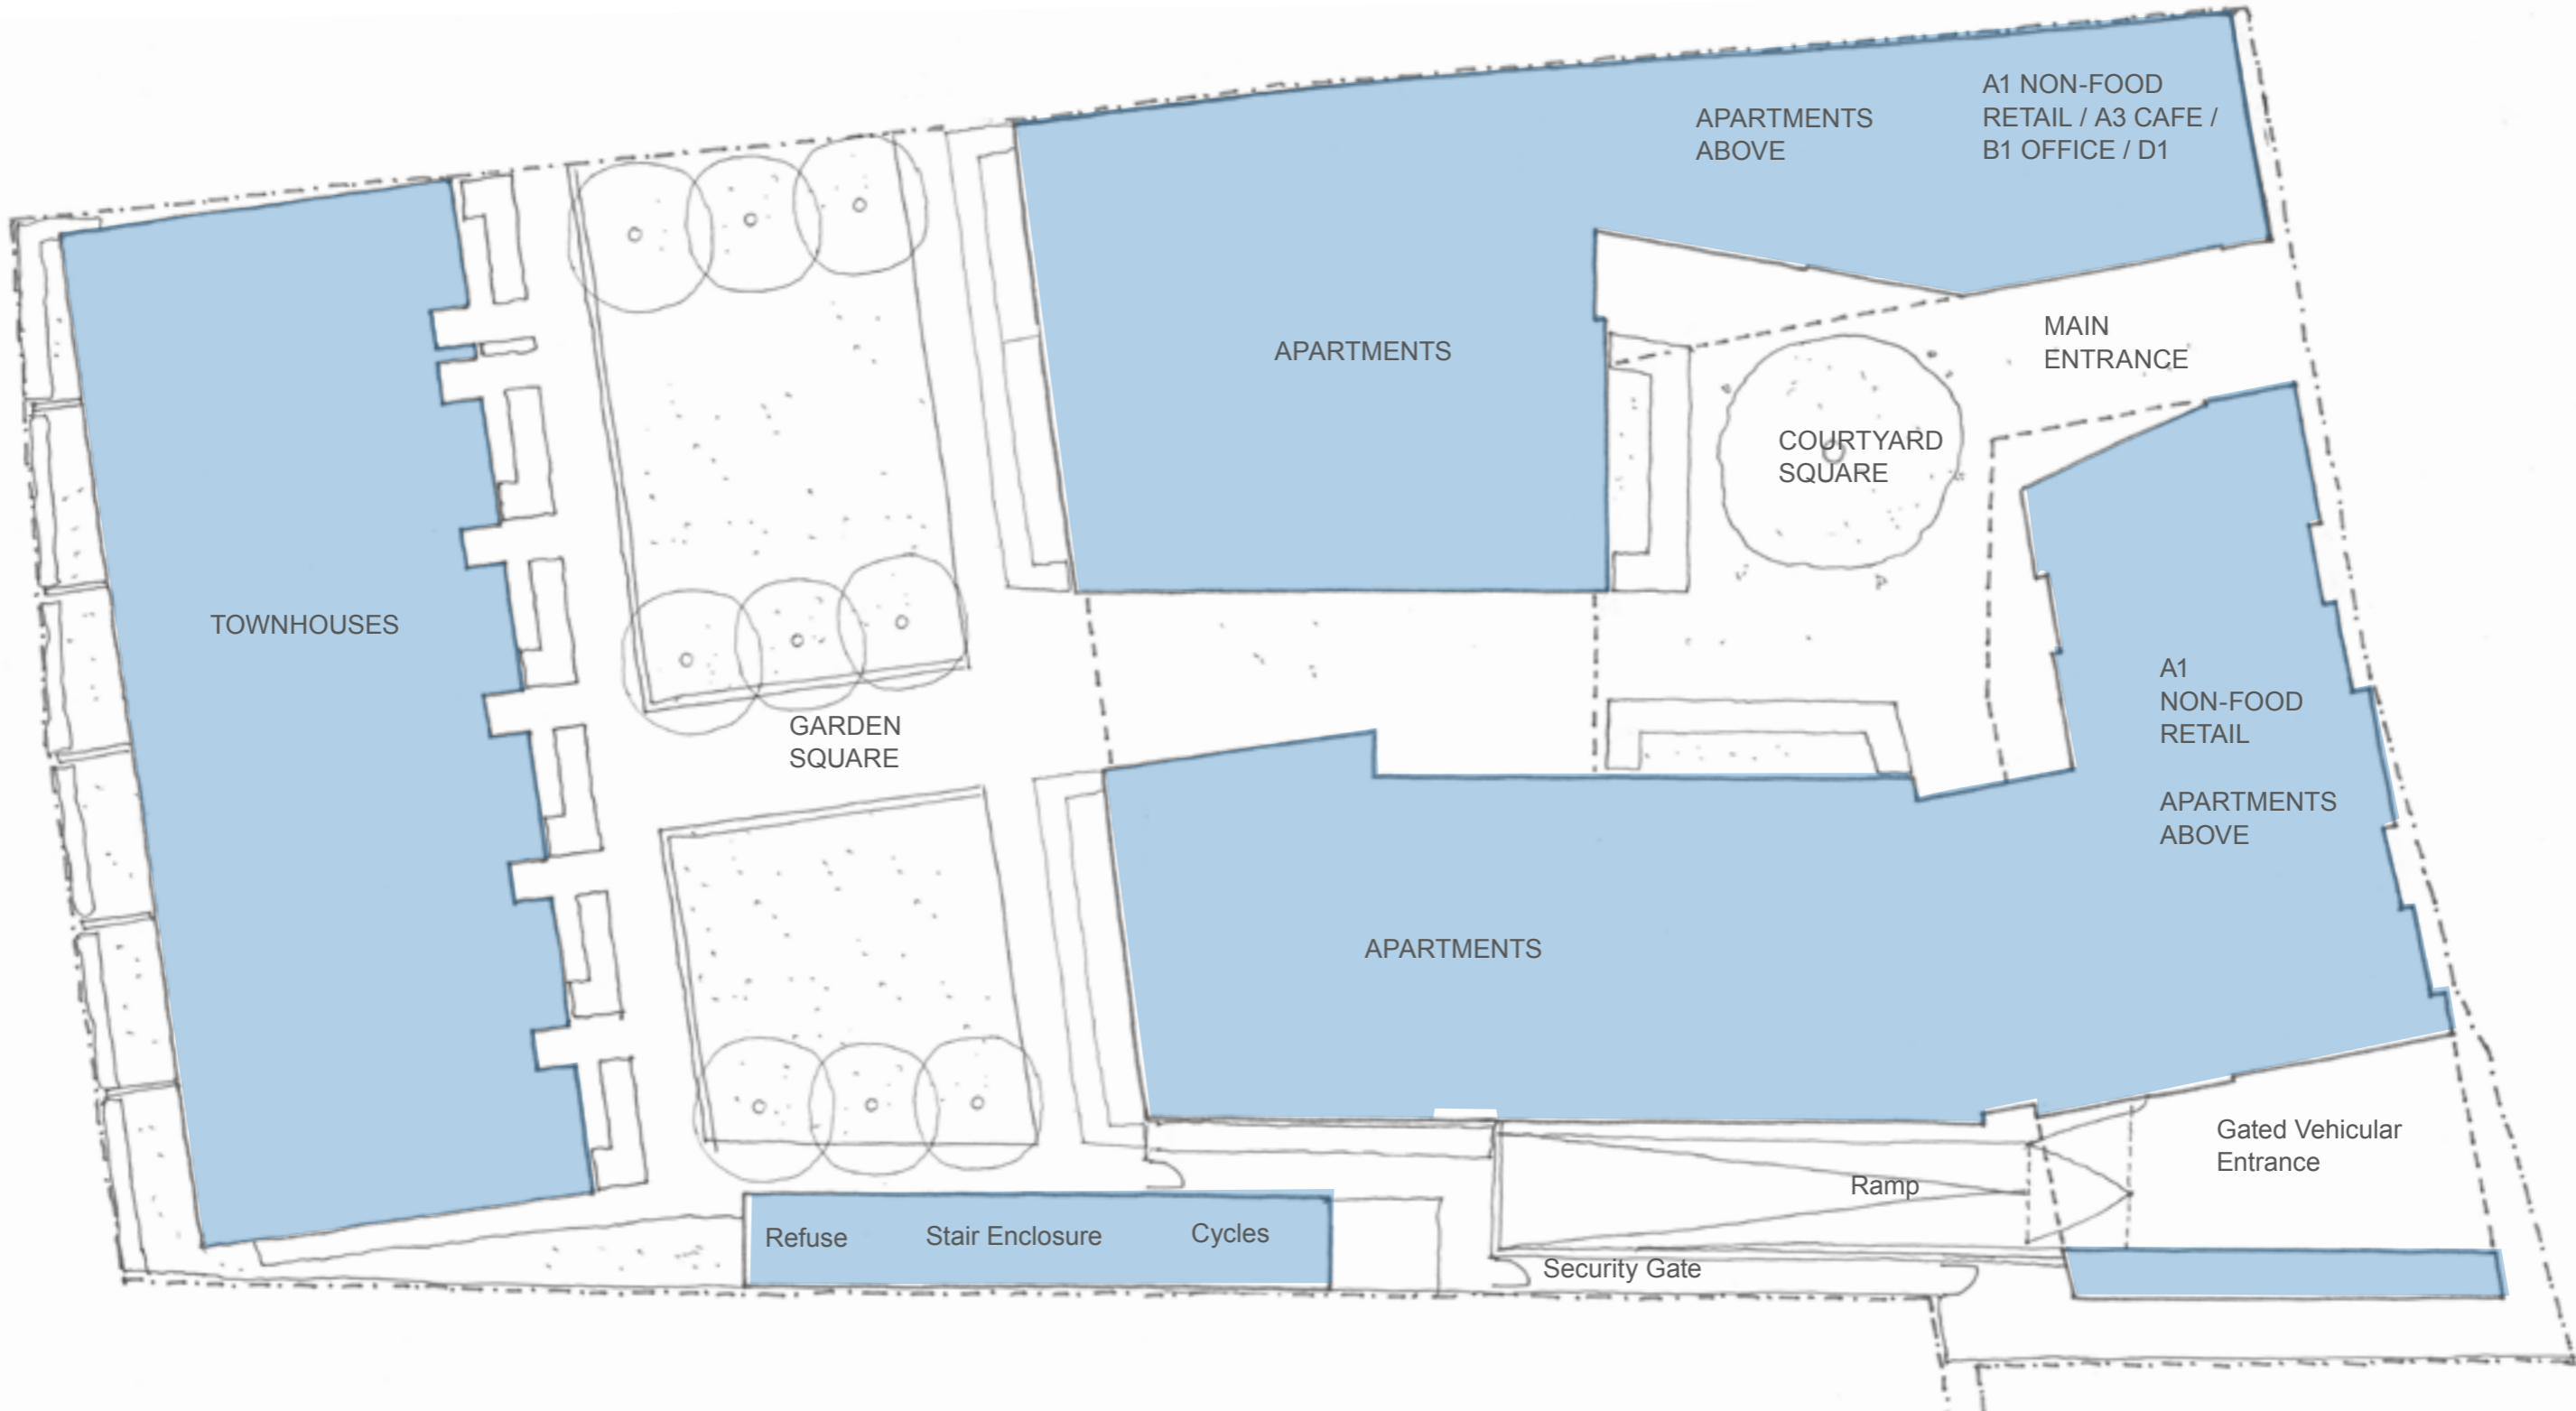 A1 NON-FOOD
RETAIL / A3 CAFE /
B1 OFFICE / D1
APARTMENTS
ABOVE
MAIN
ENTRANCE
APARTMENTS
COURTYARD
SQUARE
TOWNHOUSES
GARDEN
SQUARE
A1
NON-FOOD
RETAIL
APARTMENTS
ABOVE
APARTMENTS
Gated Vehicular
Entrance
Ramp
Refuse
Stair Enclosure
Cycles
Security Gate